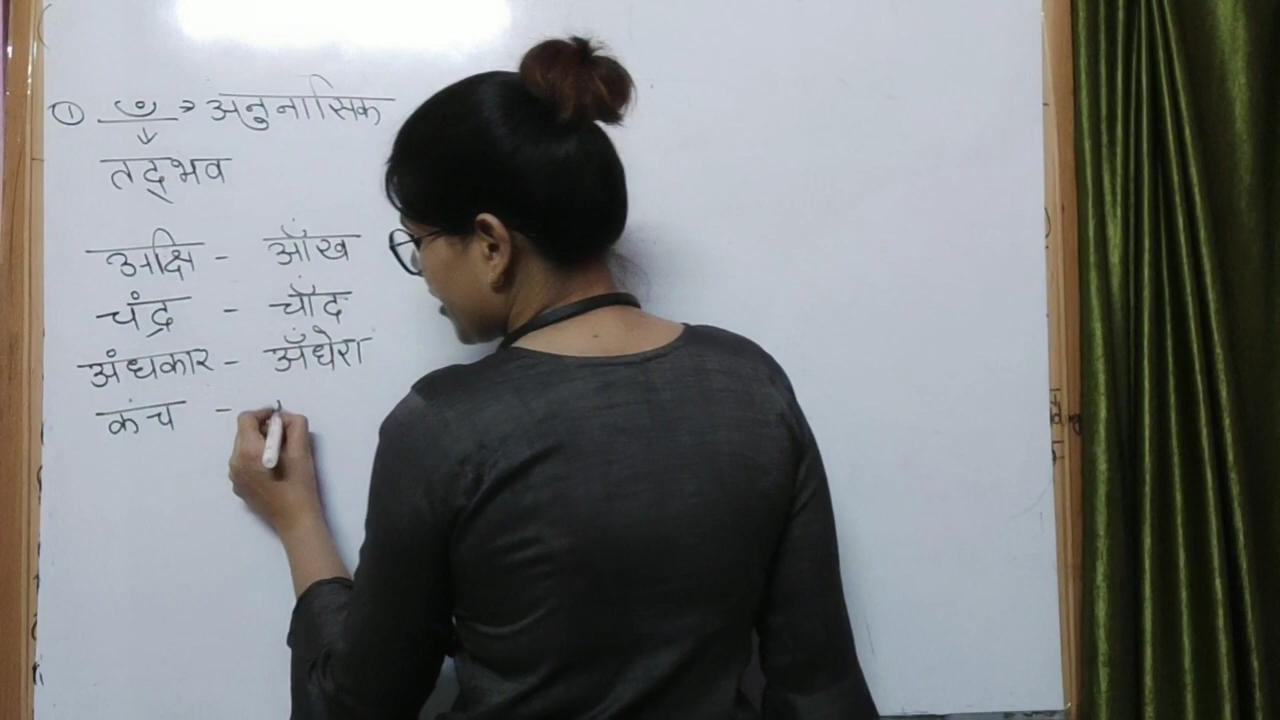 ① ँ → अनुनासिक
↓
तद्भव
अक्षि - आँख
चंद्र - चाँद
अंधकार - अँधेरा
कंच -